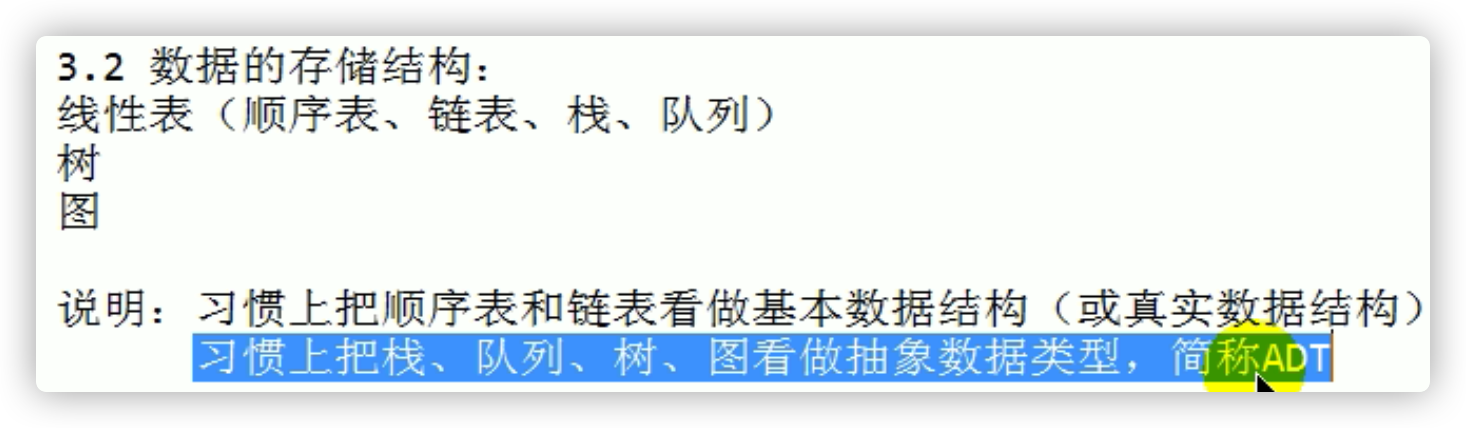 3.2 数据的存储结构：
线性表（顺序表、链表、栈、队列）
树
图
说明：习惯上把顺序表和链表看做基本数据结构（或真实数据结构）
习惯上把栈、队列、树、图看做抽象数据类型，简称ADT